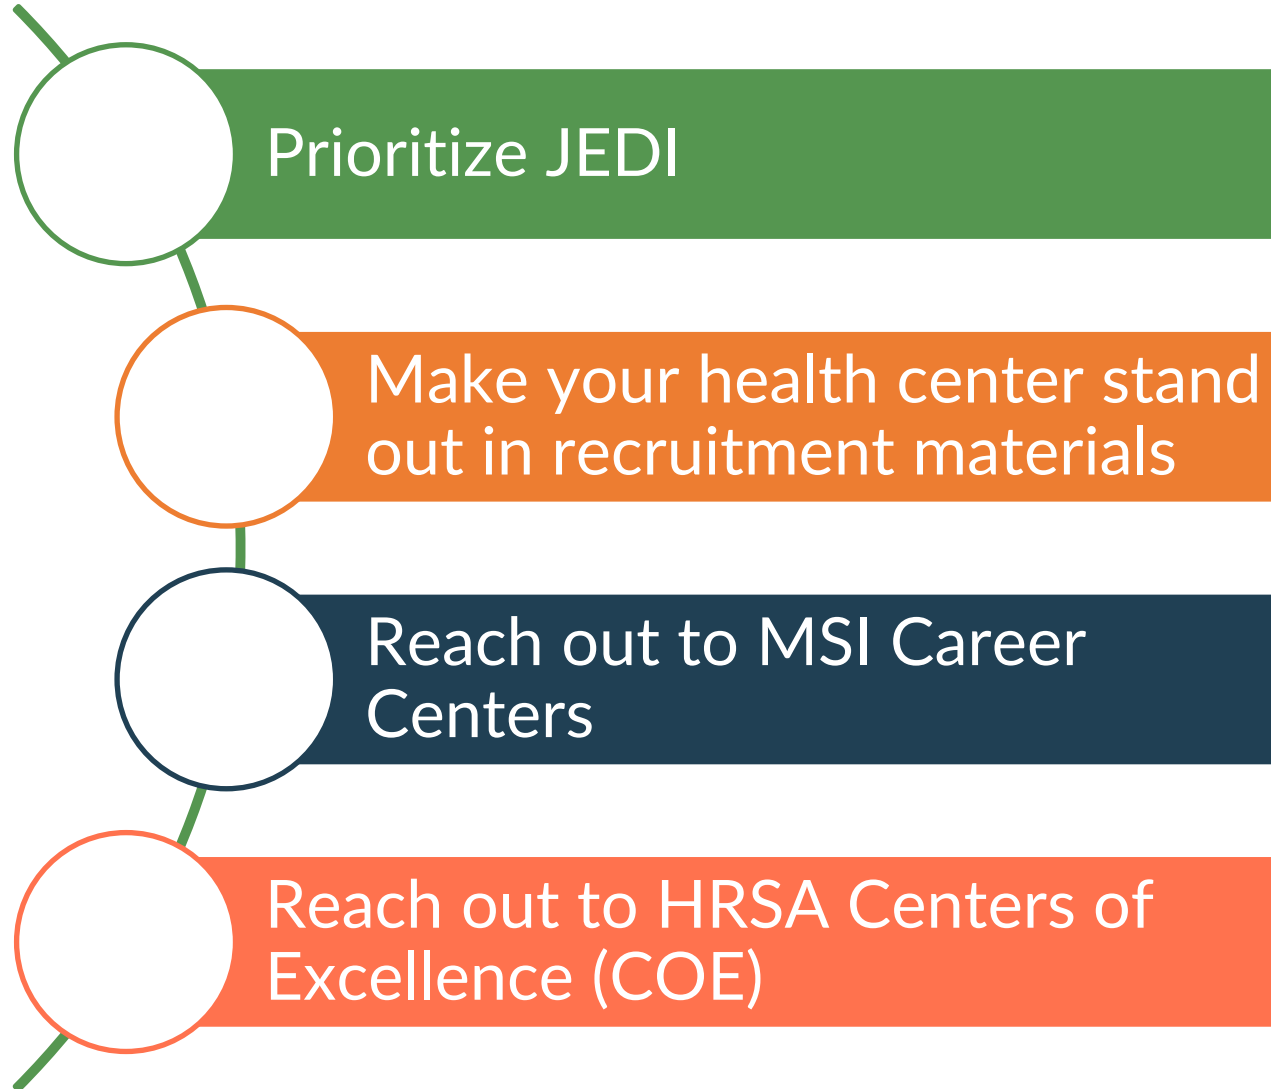 Prioritize JEDI
Make your health center stand
out in recruitment materials
Reach out to MSI Career
Centers
Reach out to HRSA Centers of
Excellence (COE)